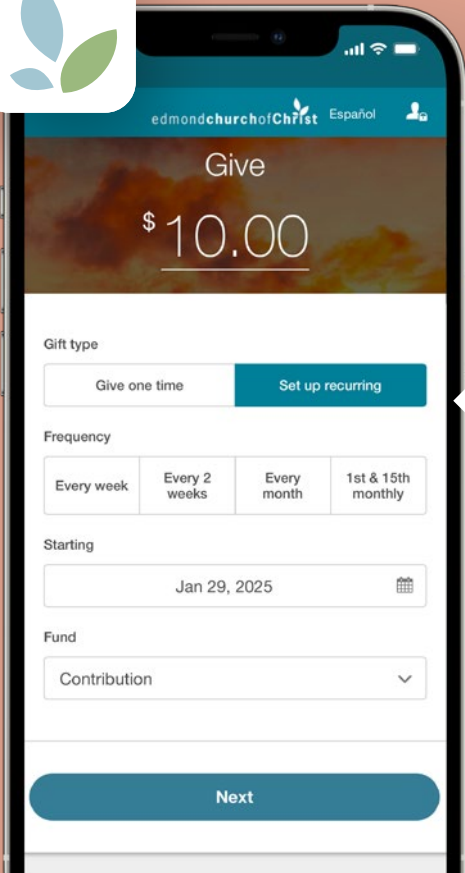 edmondchurchofChrist Español
Give
$ 10.00
Gift type
Give one time Set up recurring
Frequency
Every week Every 2 weeks Every month 1st & 15th monthly
Starting
Jan 29, 2025
Fund
Contribution
Next